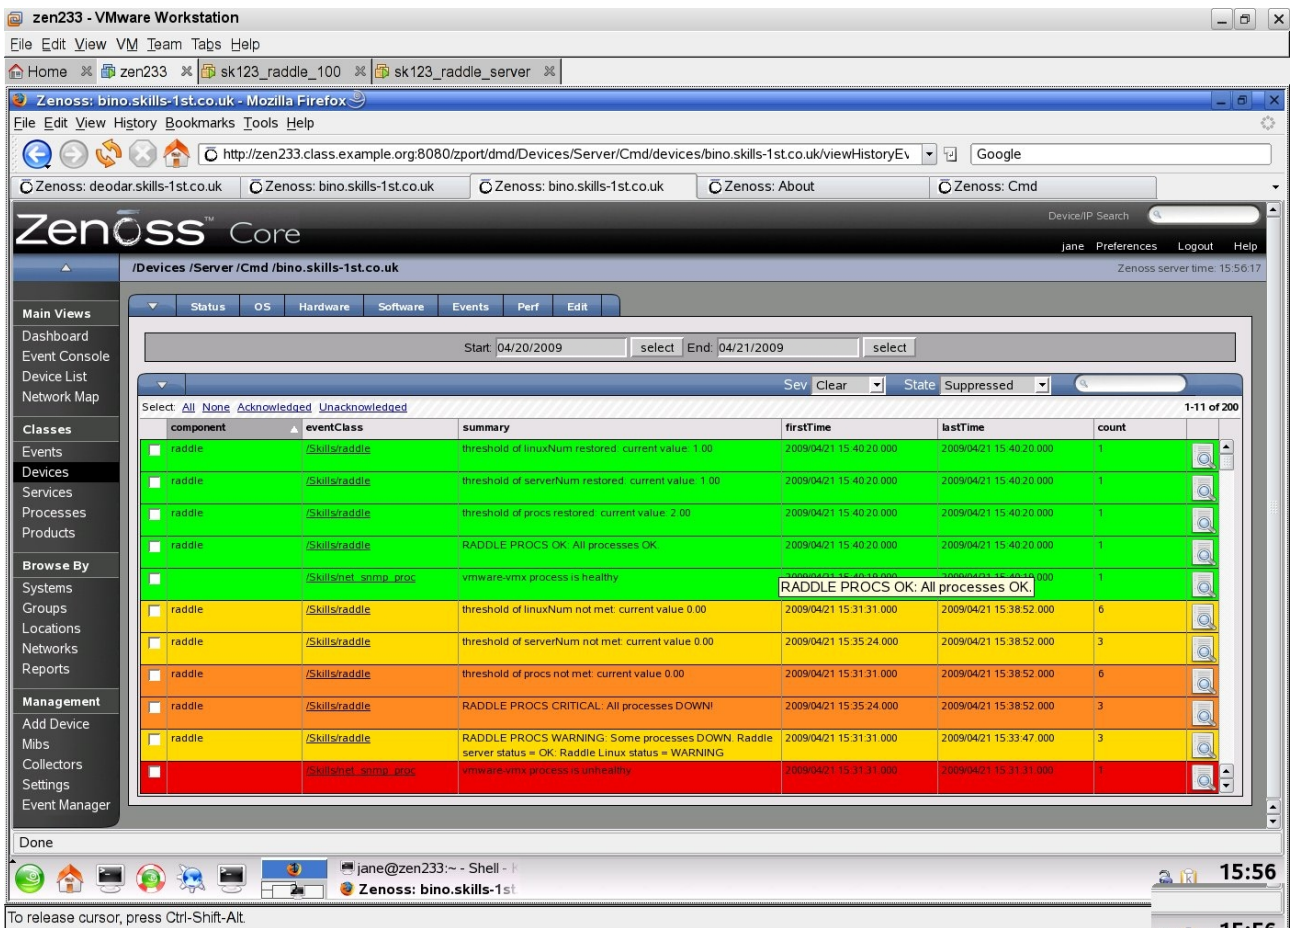 zen233 - VMware Workstation
File Edit View VM Team Tabs Help
Home zen233 sk123_raddle_100 sk123_raddle_server
Zenoss: bino.skills-1st.co.uk - Mozilla Firefox
File Edit View History Bookmarks Tools Help
http://zen233.class.example.org:8080/zport/dmd/Devices/Server/Cmd/devices/bino.skills-1st.co.uk/viewHistoryEv Google
Zenoss: deodar.skills-1st.co.uk Zenoss: bino.skills-1st.co.uk Zenoss: bino.skills-1st.co.uk Zenoss: About Zenoss: Cmd
Zenoss™ Core
Device/IP Search
jane Preferences Logout Help
/Devices /Server /Cmd /bino.skills-1st.co.uk
Zenoss server time: 15:56:17
Main Views
Dashboard
Event Console
Device List
Network Map
Classes
Events
Devices
Services
Processes
Products
Browse By
Systems
Groups
Locations
Networks
Reports
Management
Add Device
Mibs
Collectors
Settings
Event Manager
Status OS Hardware Software Events Perf Edit
Start: 04/20/2009 select End: 04/21/2009 select
Sev Clear State Suppressed
Select: All None Acknowledged Unacknowledged 1-11 of 200
component eventClass summary firstTime lastTime count
raddle /Skills/raddle threshold of linuxNum restored: current value: 1.00 2009/04/21 15:40:20.000 2009/04/21 15:40:20.000 1
raddle /Skills/raddle threshold of serverNum restored: current value: 1.00 2009/04/21 15:40:20.000 2009/04/21 15:40:20.000 1
raddle /Skills/raddle threshold of procs restored: current value: 2.00 2009/04/21 15:40:20.000 2009/04/21 15:40:20.000 1
raddle /Skills/raddle RADDLE PROCS OK: All processes OK. 2009/04/21 15:40:20.000 2009/04/21 15:40:20.000 1
/Skills/net_snmp_proc vmware-vmx process is healthy 2009/04/21 15:40:19.000 2009/04/21 15:40:19.000 1
RADDLE PROCS OK: All processes OK.
raddle /Skills/raddle threshold of linuxNum not met: current value 0.00 2009/04/21 15:31:31.000 2009/04/21 15:38:52.000 6
raddle /Skills/raddle threshold of serverNum not met: current value 0.00 2009/04/21 15:35:24.000 2009/04/21 15:38:52.000 3
raddle /Skills/raddle threshold of procs not met: current value 0.00 2009/04/21 15:31:31.000 2009/04/21 15:38:52.000 6
raddle /Skills/raddle RADDLE PROCS CRITICAL: All processes DOWN! 2009/04/21 15:35:24.000 2009/04/21 15:38:52.000 3
raddle /Skills/raddle RADDLE PROCS WARNING: Some processes DOWN. Raddle 2009/04/21 15:31:31.000 2009/04/21 15:33:47.000 3
server status = OK: Raddle Linux status = WARNING
/Skills/net_snmp_proc vmware-vmx process is unhealthy 2009/04/21 15:31:31.000 2009/04/21 15:31:31.000 1
Done
jane@zen233:~ - Shell -
Zenoss: bino.skills-1st
15:56
To release cursor, press Ctrl-Shift-Alt.
15:56